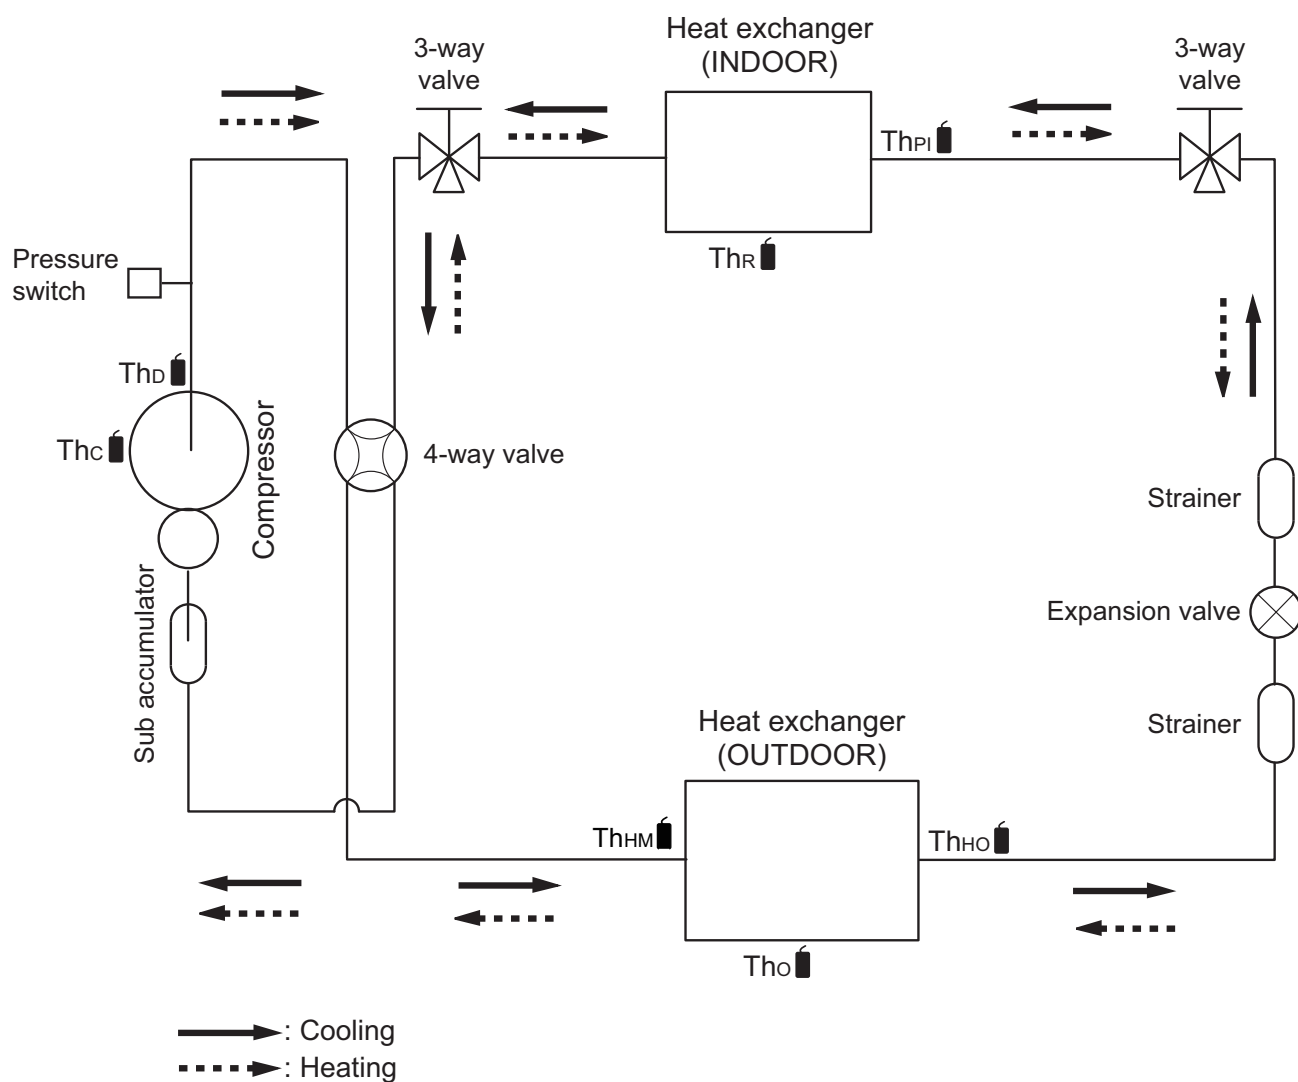 3-way
valve
Heat exchanger
(INDOOR)
3-way
valve
ThPI
ThR
Pressure
switch
ThD
ThC
Compressor
4-way valve
Strainer
Expansion valve
Sub accumulator
Strainer
Heat exchanger
(OUTDOOR)
ThHM
ThHO
ThO
: Cooling
: Heating